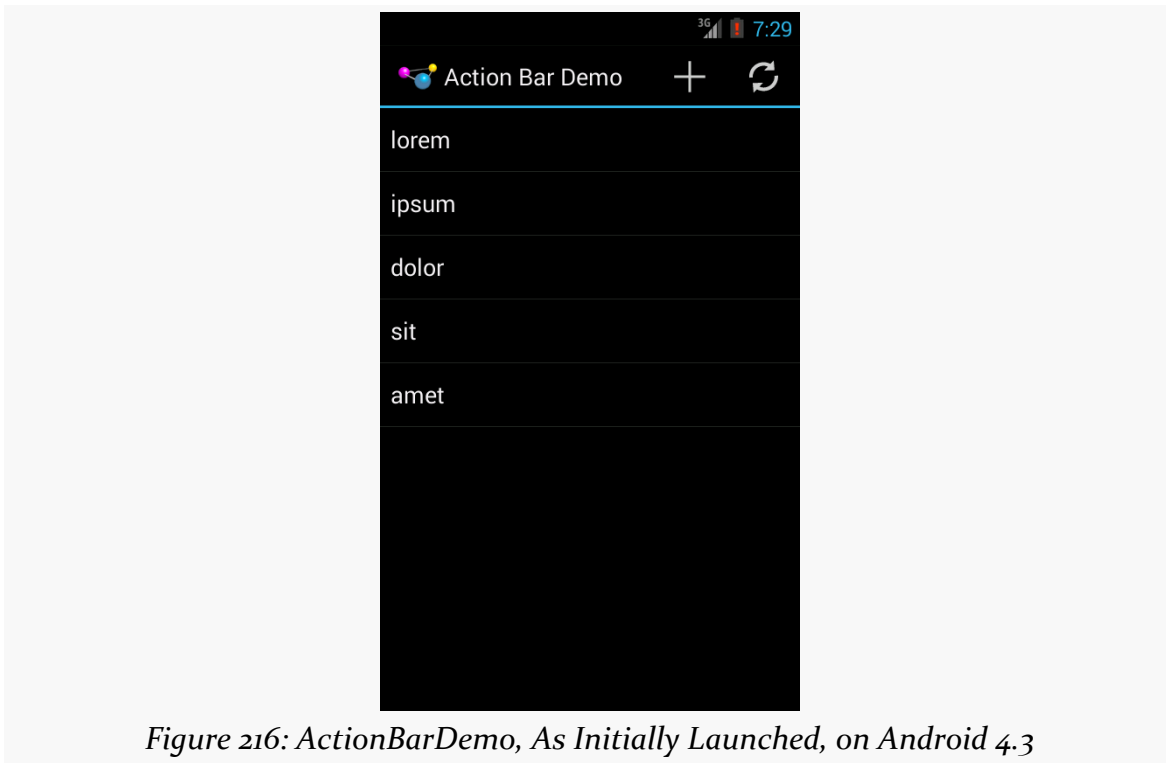 3G 7:29
Action Bar Demo
lorem
ipsum
dolor
sit
amet
Figure 216: ActionBarDemo, As Initially Launched, on Android 4.3